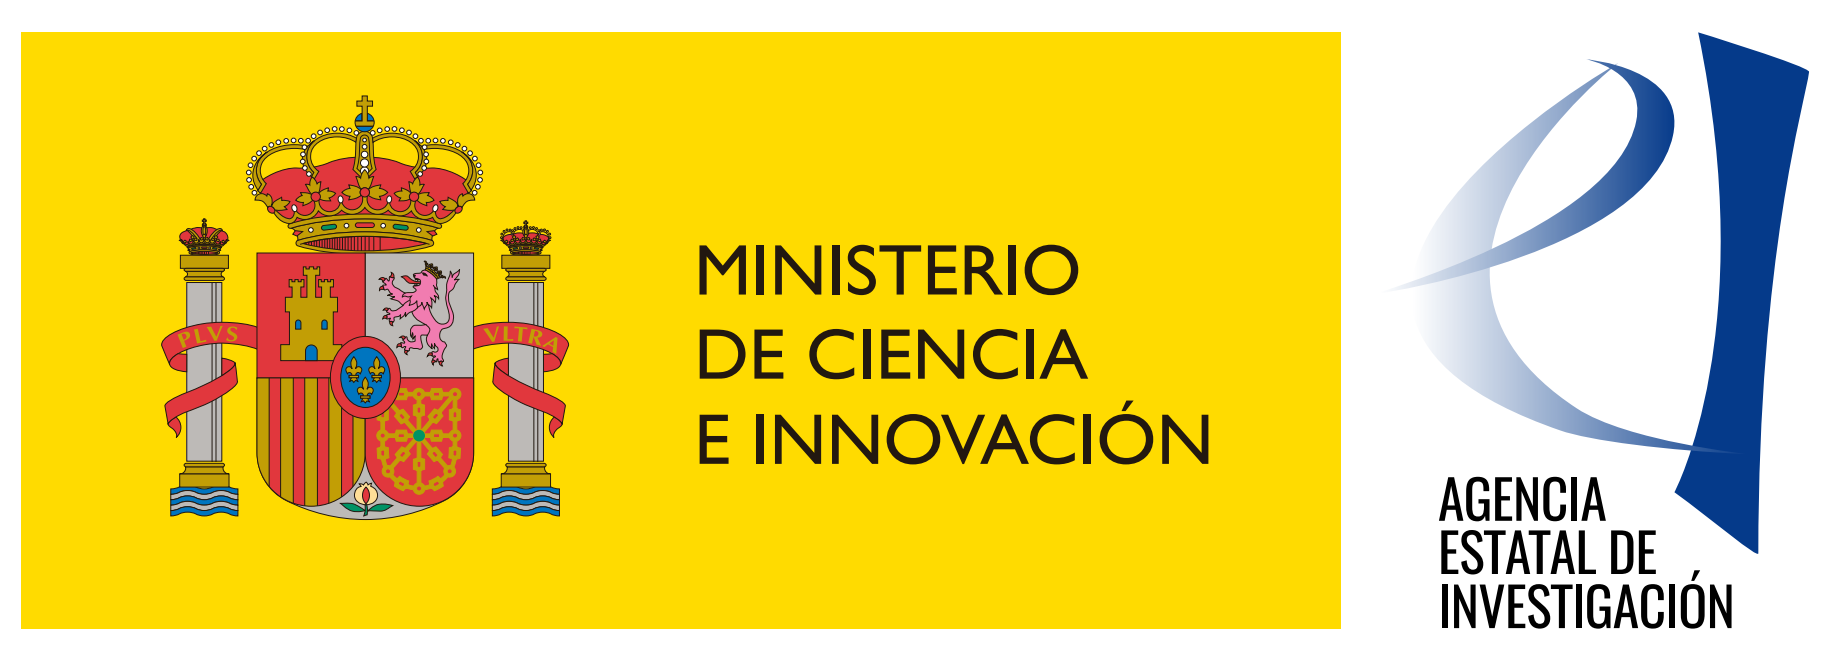 PLVS VLTRA
MINISTERIO
DE CIENCIA
E INNOVACIÓN
AGENCIA
ESTATAL DE
INVESTIGACIÓN